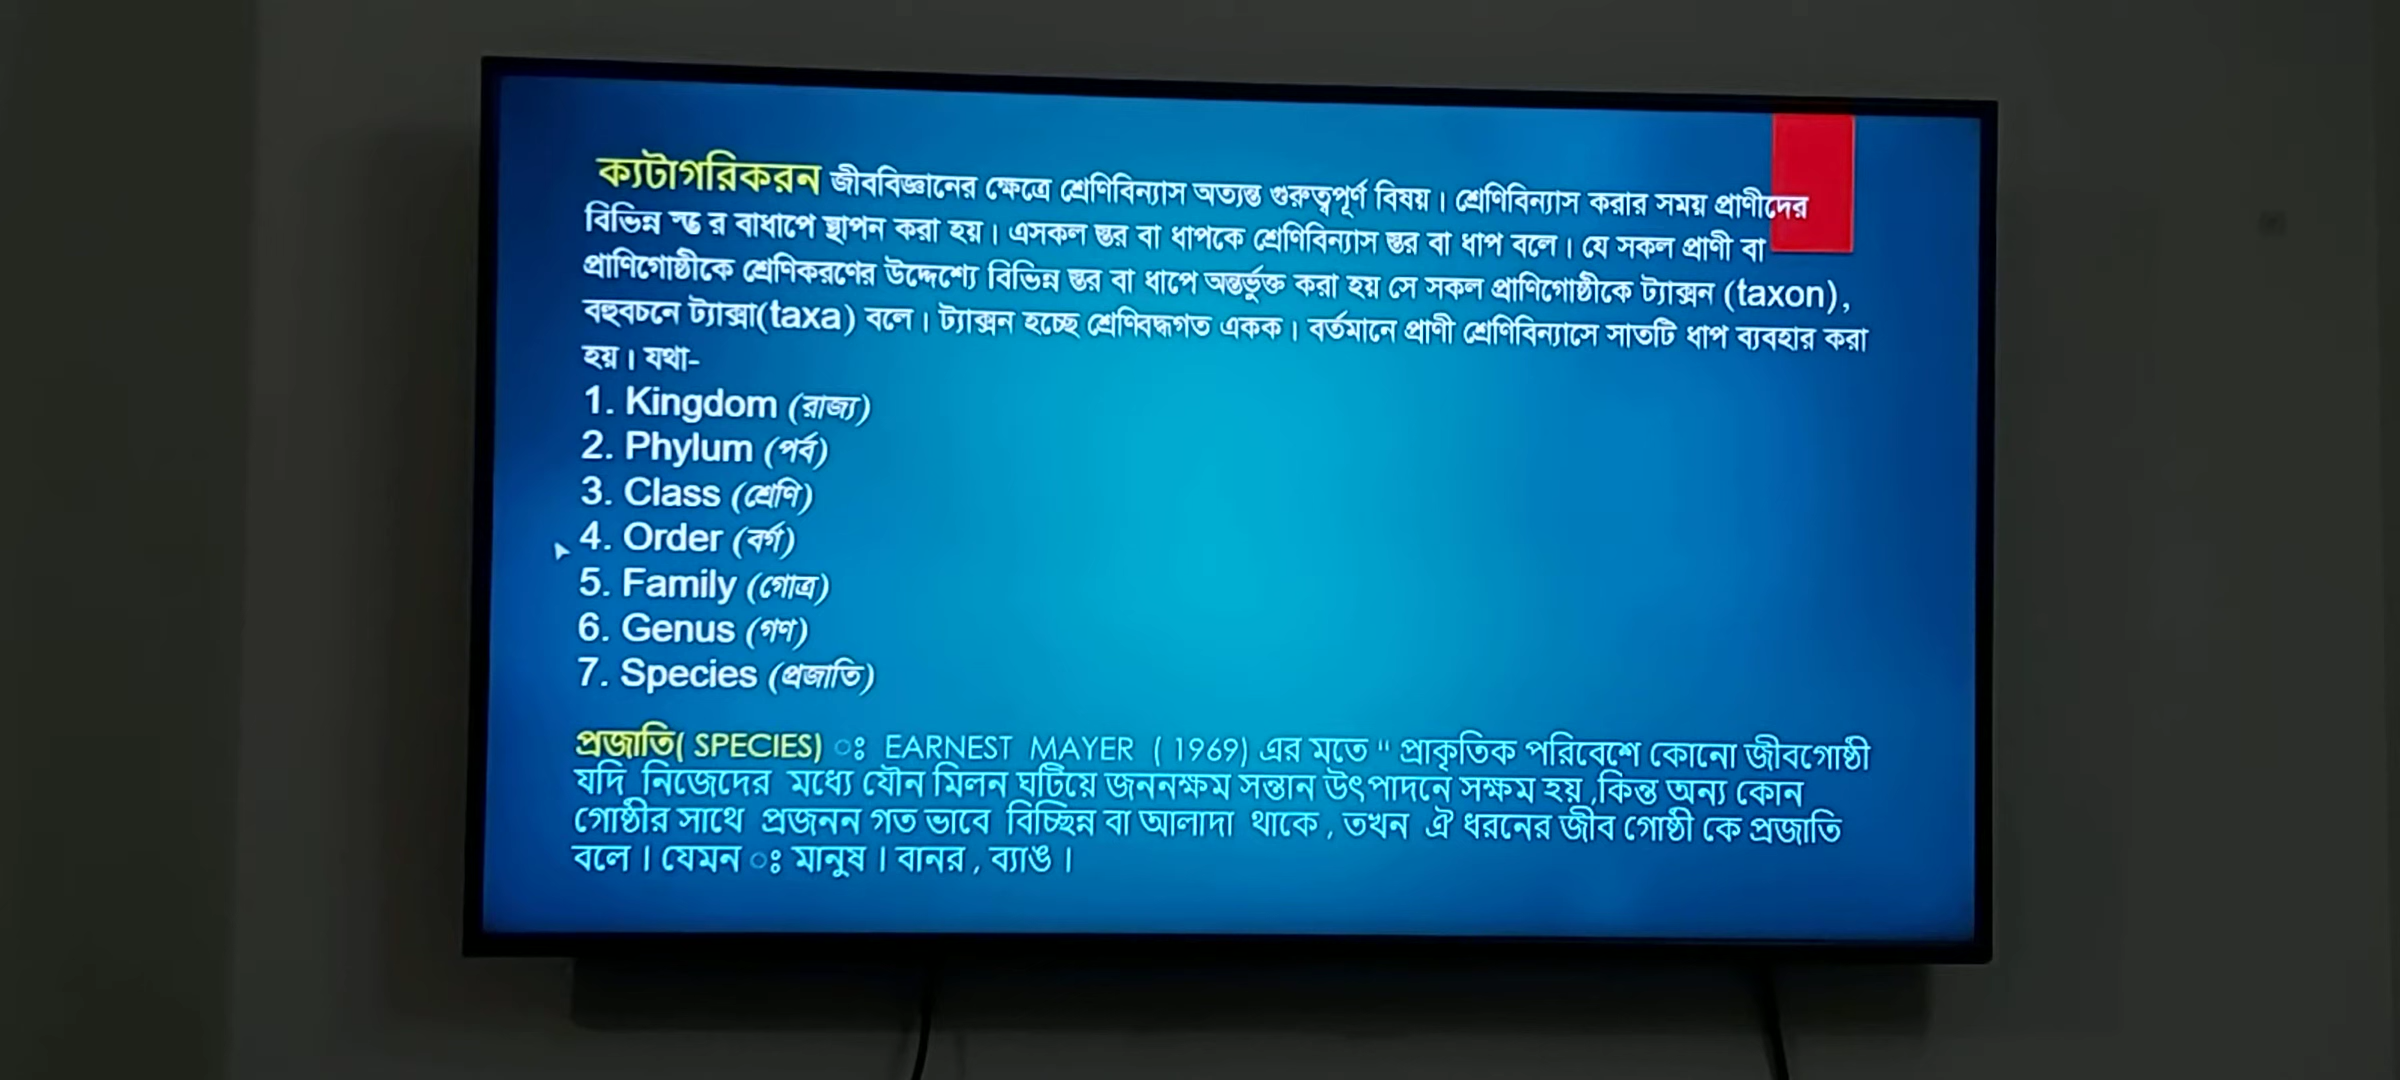 ক্যটাগরিকরন জীববিজ্ঞানের ক্ষেত্রে শ্রেণিবিন্যাস অত্যন্ত গুরুত্বপূর্ণ বিষয়। শ্রেণিবিন্যাস করার সময় প্রাণীদের
বিভিন্ন স্ত র বাধাপে স্থাপন করা হয়। এসকল স্তর বা ধাপকে শ্রেণিবিন্যাস স্তর বা ধাপ বলে। যে সকল প্রাণী বা
প্রাণিগোষ্ঠীকে শ্রেণিকরণের উদ্দেশ্যে বিভিন্ন স্তর বা ধাপে অন্তর্ভুক্ত করা হয় সে সকল প্রাণিগোষ্ঠীকে ট্যাক্সন (taxon),
বহুবচনে ট্যাক্সা(taxa) বলে। ট্যাক্সন হচ্ছে শ্রেণিবদ্ধগত একক। বর্তমানে প্রাণী শ্রেণিবিন্যাসে সাতটি ধাপ ব্যবহার করা
হয়। যথা-
1. Kingdom (রাজ্য)
2. Phylum (পর্ব)
3. Class (শ্রেণি)
4. Order (বর্গ)
5. Family (গোত্র)
6. Genus (গণ)
7. Species (প্রজাতি)
প্রজাতি( SPECIES) ঃ EARNEST MAYER ( 1969) এর মতে " প্রাকৃতিক পরিবেশে কোনো জীবগোষ্ঠী
যদি নিজেদের মধ্যে যৌন মিলন ঘটিয়ে জননক্ষম সন্তান উৎপাদনে সক্ষম হয় ,কিন্ত অন্য কোন
গোষ্ঠীর সাথে প্রজনন গত ভাবে বিচ্ছিন্ন বা আলাদা থাকে , তখন ঐ ধরনের জীব গোষ্ঠী কে প্রজাতি
বলে। যেমন ঃ মানুষ। বানর , ব্যাঙ।